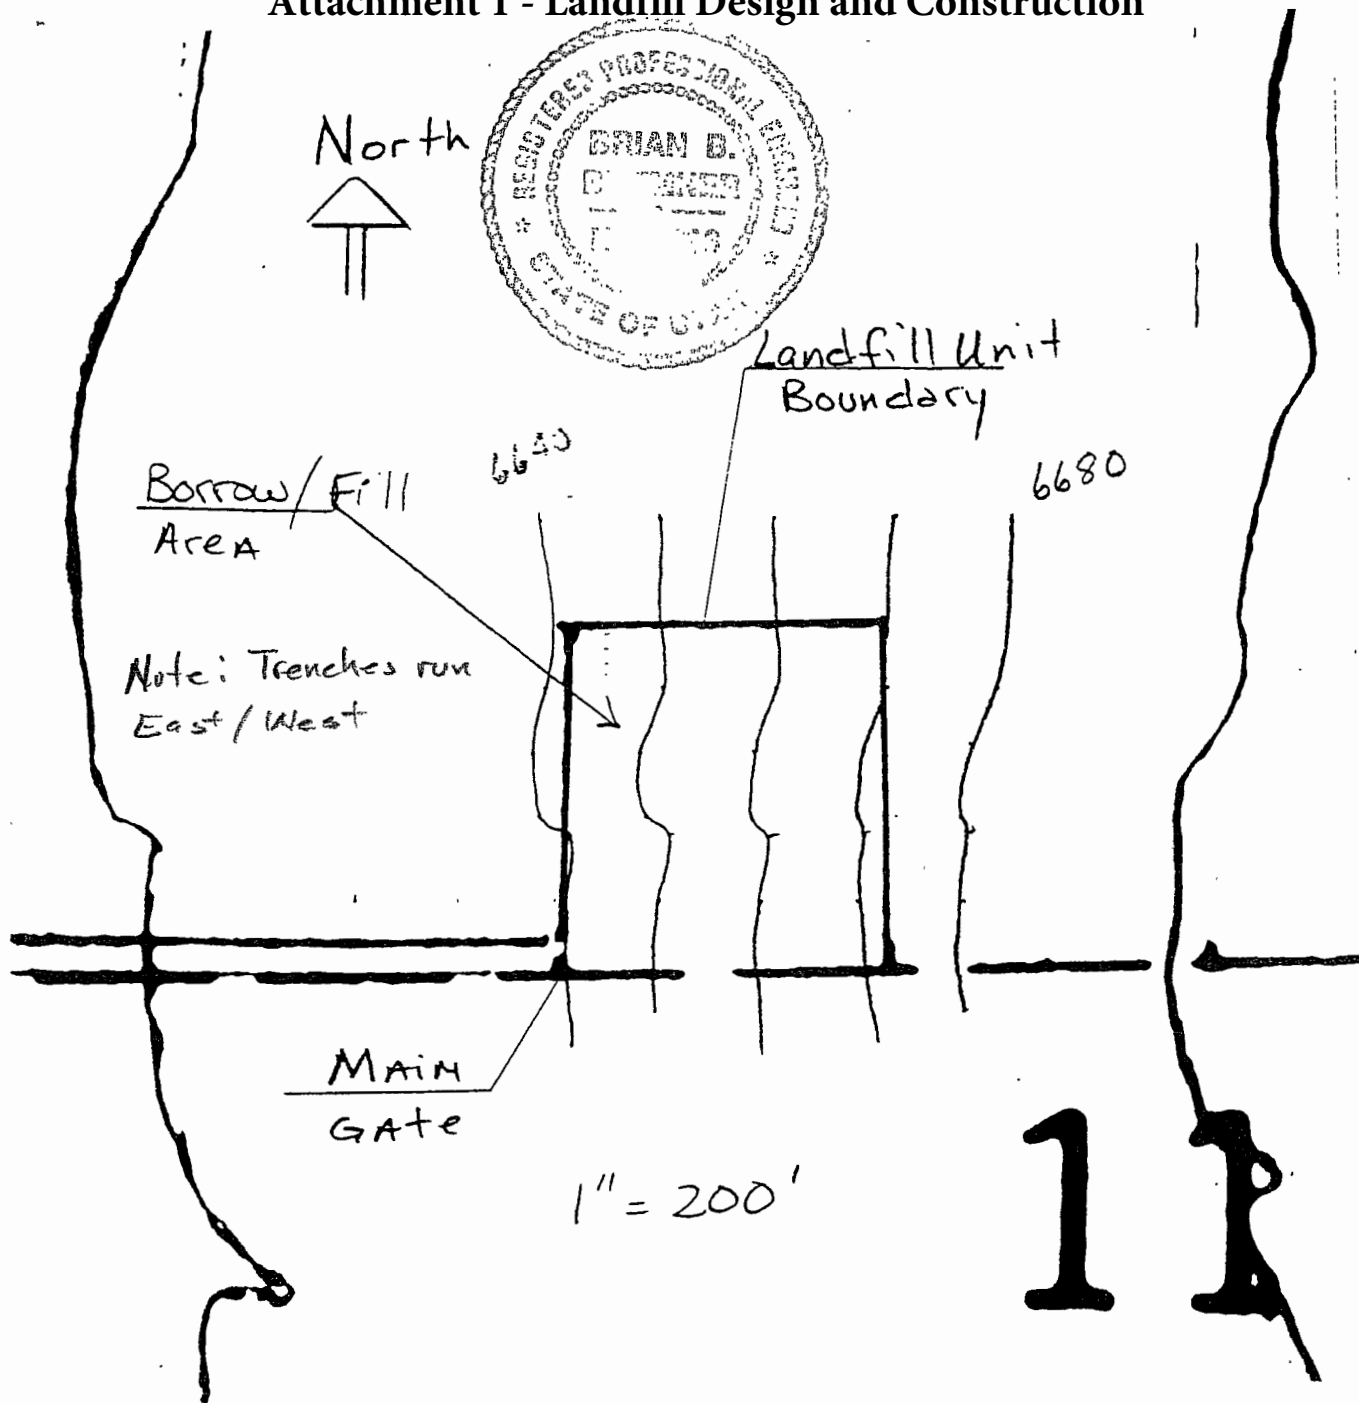 Attachment 1 - Landfill Design and Construction
North
REGISTERED PROFESSIONAL ENGINEER
BRIAN B.
STATE OF UTAH
Landfill Unit
Boundary
6680
Borrow/Fill
Area
Note: Trenches run
East/West
Main
Gate
1" = 200'
11